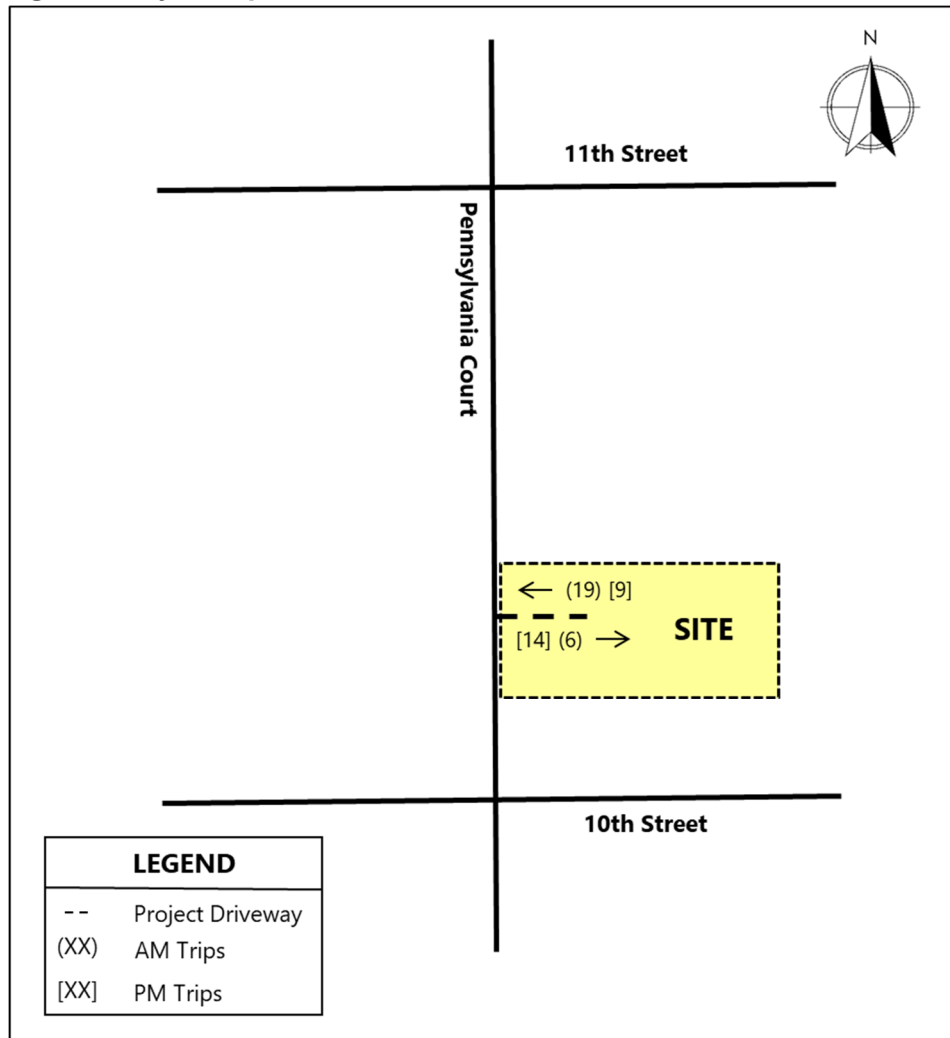 N
11th Street
Pennsylvania Court
(19) [9]
SITE
[14] (6)
10th Street
LEGEND
-- Project Driveway
(XX) AM Trips
[XX] PM Trips